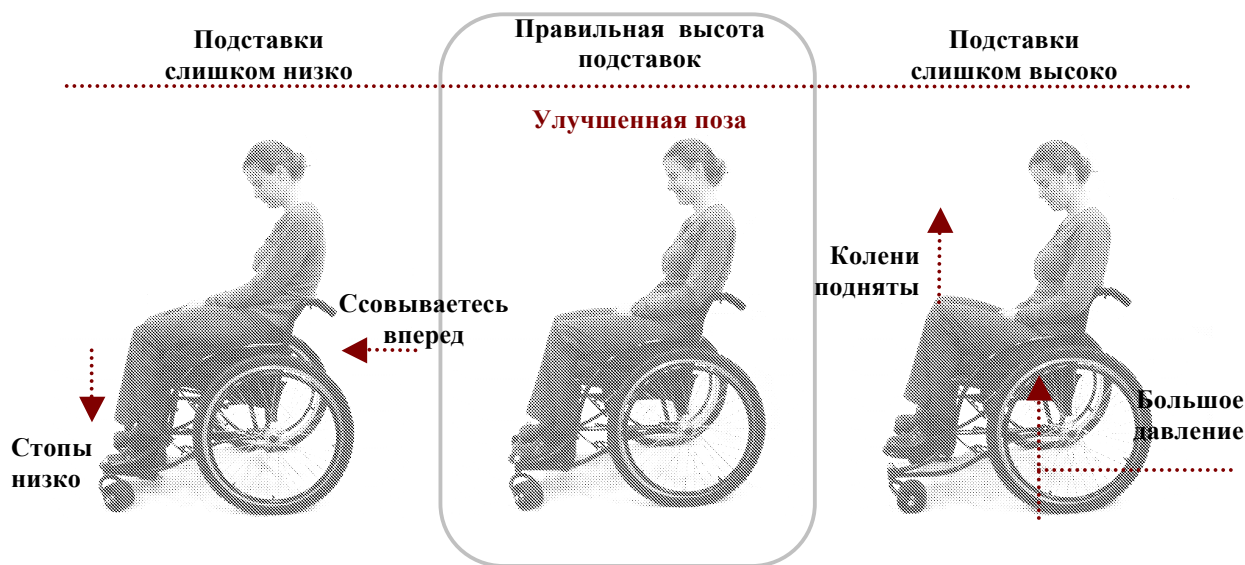 Подставки
слишком низко
Правильная высота
подставок
Подставки
слишком высоко
Улучшенная поза
Ссовываетесь
вперед
Стопы
низко
Колени
подняты
Большое
давление